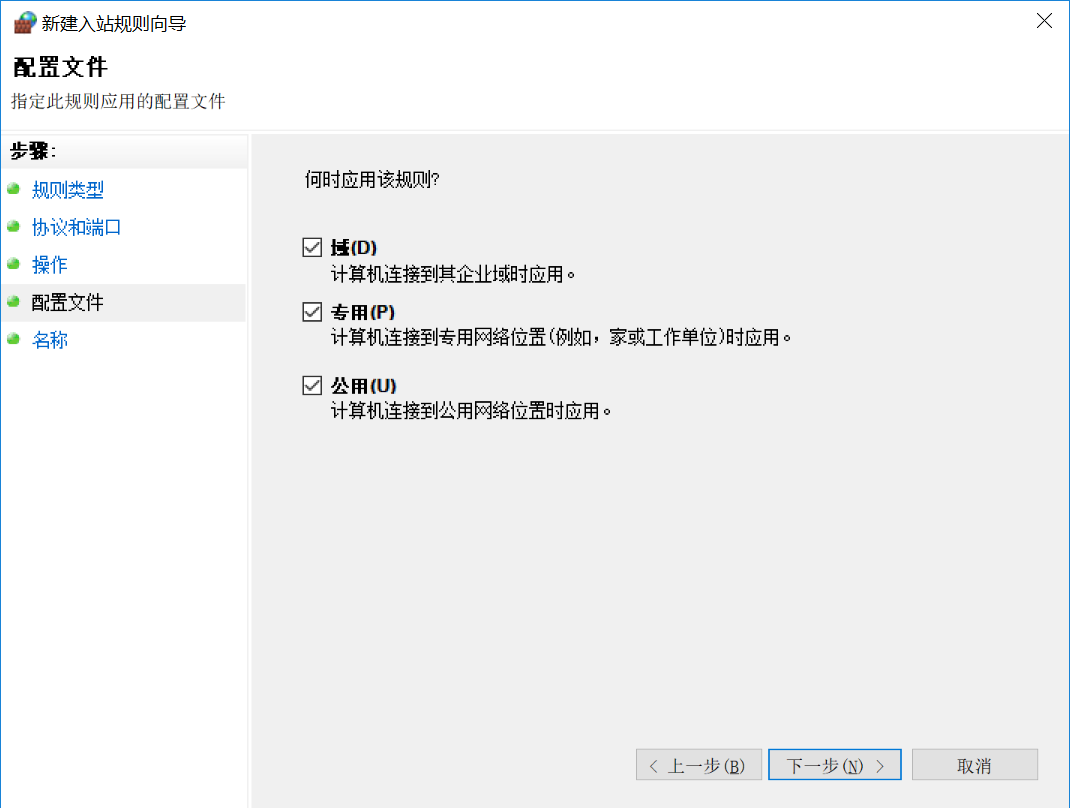 新建入站规则向导
配置文件
指定此规则应用的配置文件
步骤:
规则类型
协议和端口
操作
配置文件
名称
何时应用该规则?
域(D)
计算机连接到其企业域时应用。
专用(P)
计算机连接到专用网络位置(例如，家或工作单位)时应用。
公用(U)
计算机连接到公用网络位置时应用。
< 上一步(B)
下一步(N) >
取消